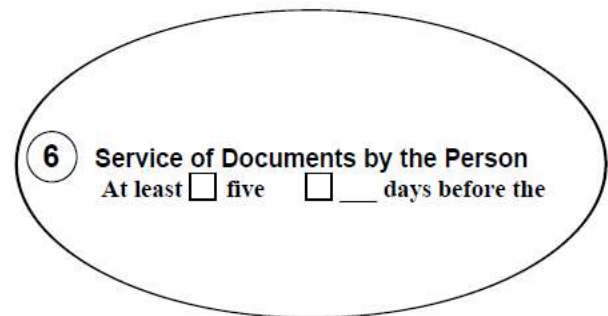 6 Service of Documents by the Person
At least ☐ five ☐ ___ days before the